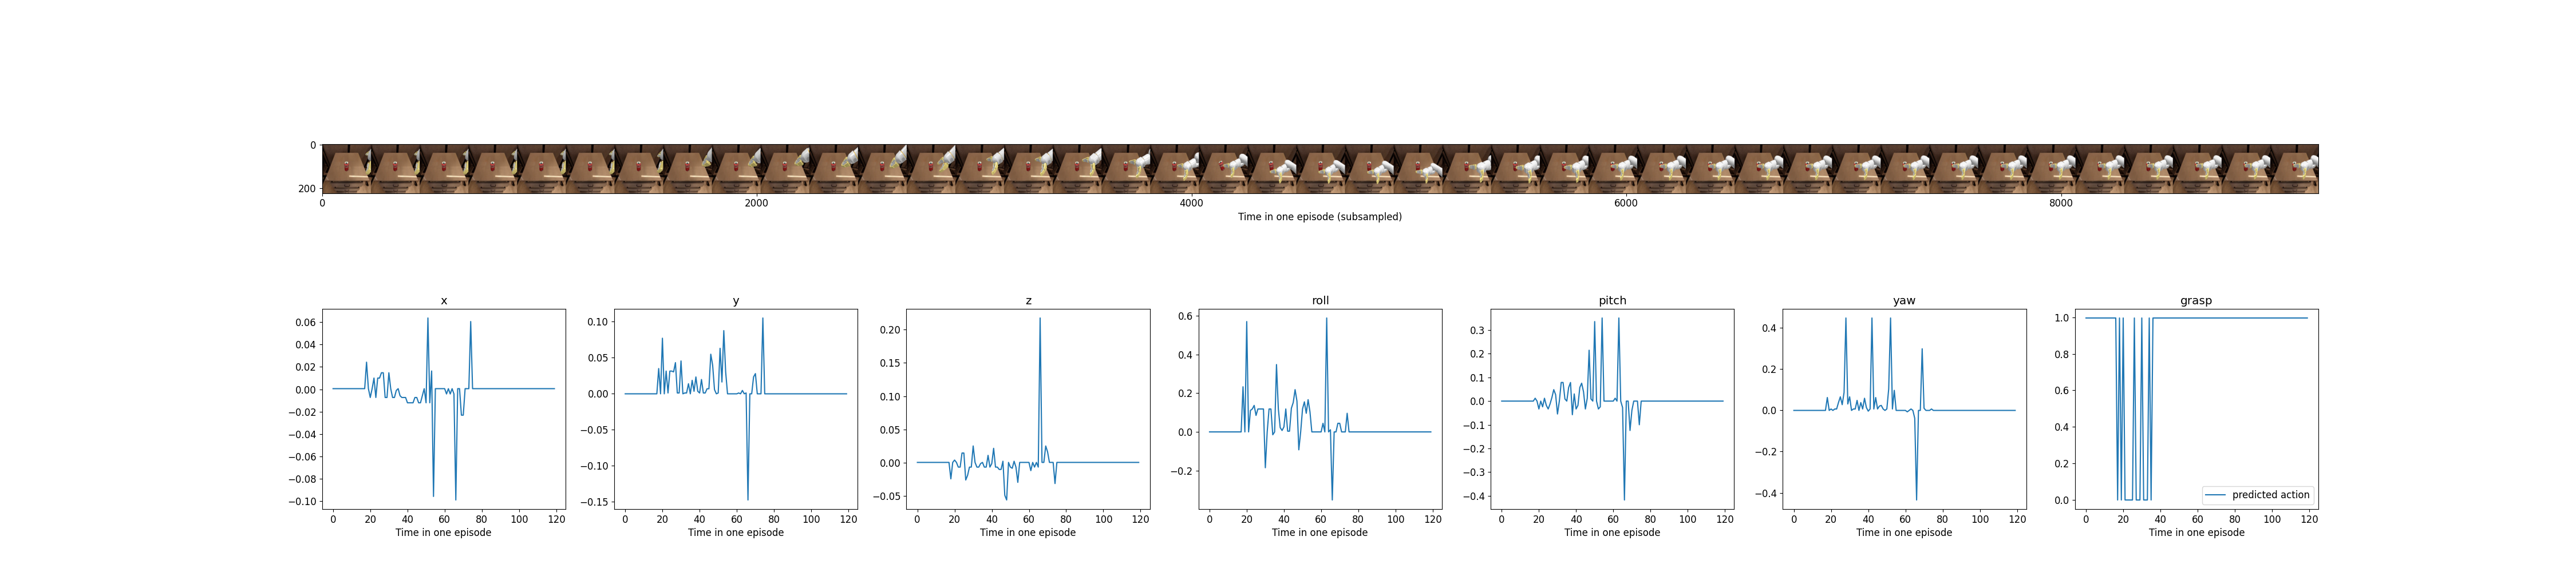 0
200
0 2000 4000 6000 8000
Time in one episode (subsampled)
x
0.06
0.04
0.02
0.00
−0.02
−0.04
−0.06
−0.08
−0.10
0 20 40 60 80 100 120
Time in one episode
y
0.10
0.05
0.00
−0.05
−0.10
−0.15
0 20 40 60 80 100 120
Time in one episode
z
0.20
0.15
0.10
0.05
0.00
−0.05
0 20 40 60 80 100 120
Time in one episode
roll
0.6
0.4
0.2
0.0
−0.2
0 20 40 60 80 100 120
Time in one episode
pitch
0.3
0.2
0.1
0.0
−0.1
−0.2
−0.3
−0.4
0 20 40 60 80 100 120
Time in one episode
yaw
0.4
0.2
0.0
−0.2
−0.4
0 20 40 60 80 100 120
Time in one episode
grasp
1.0
0.8
0.6
0.4
0.2
0.0
predicted action
0 20 40 60 80 100 120
Time in one episode